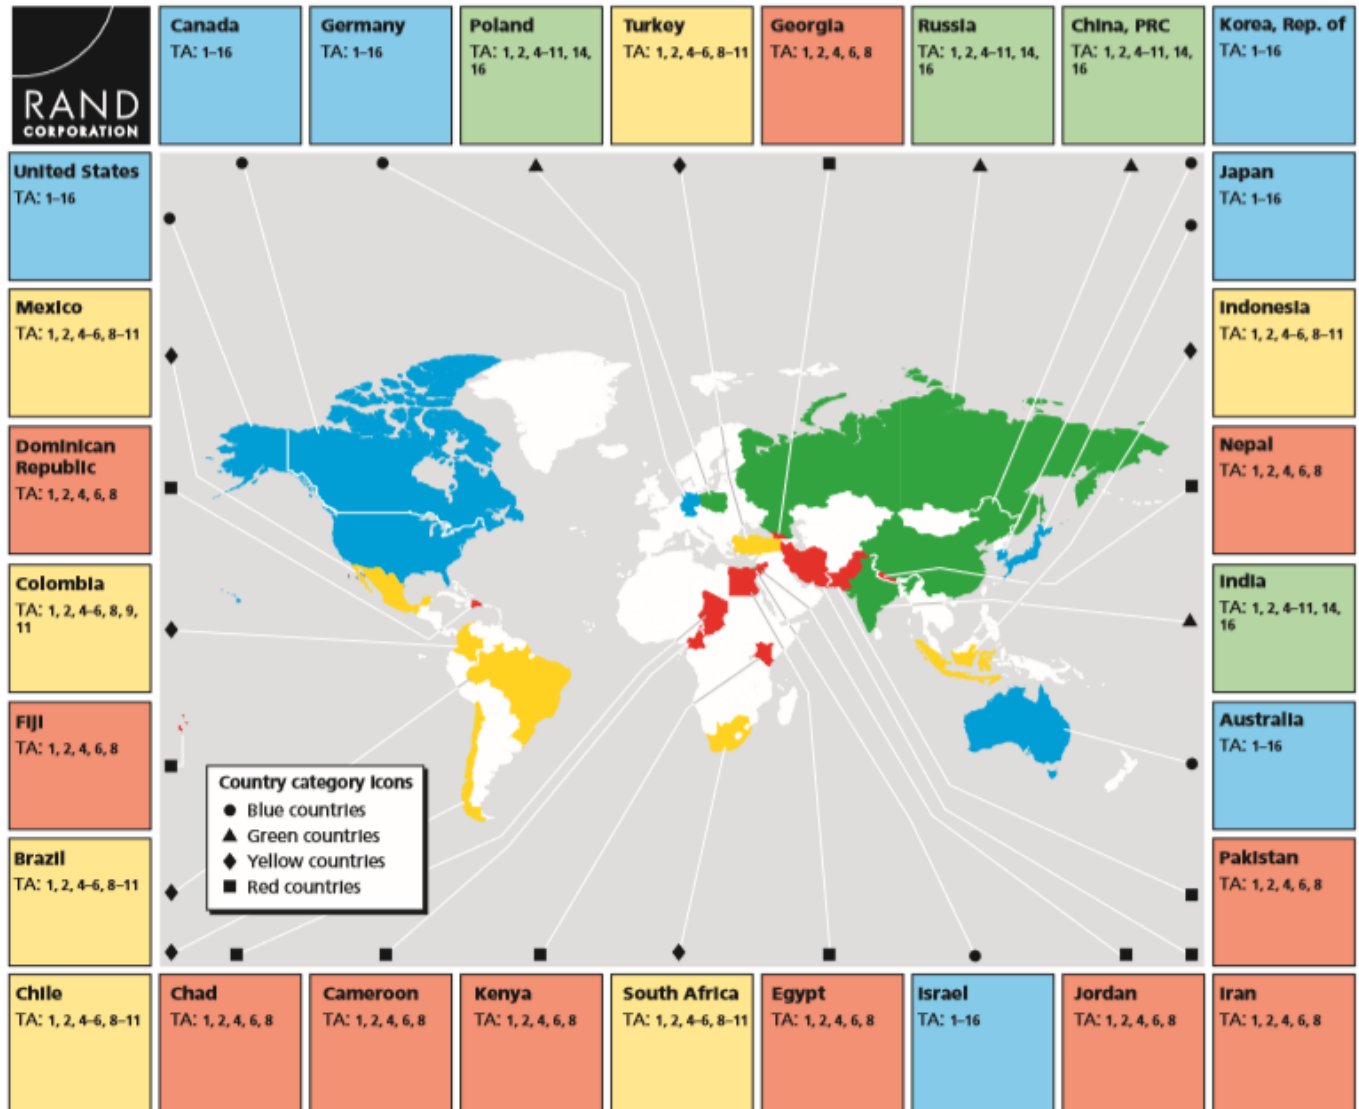 RAND
CORPORATION
Canada
TA: 1–16
Germany
TA: 1–16
Poland
TA: 1, 2, 4–11, 14,
16
Turkey
TA: 1, 2, 4–6, 8–11
Georgia
TA: 1, 2, 4, 6, 8
Russia
TA: 1, 2, 4–11, 14,
16
China, PRC
TA: 1, 2, 4–11, 14,
16
Korea, Rep. of
TA: 1–16
United States
TA: 1–16
Japan
TA: 1–16
Mexico
TA: 1, 2, 4–6, 8–11
Indonesia
TA: 1, 2, 4–6, 8–11
Dominican
Republic
TA: 1, 2, 4, 6, 8
Nepal
TA: 1, 2, 4, 6, 8
Colombia
TA: 1, 2, 4–6, 8, 9,
11
India
TA: 1, 2, 4–11, 14,
16
Fiji
TA: 1, 2, 4, 6, 8
Australia
TA: 1–16
Country category icons
Blue countries
Green countries
Yellow countries
Red countries
Brazil
TA: 1, 2, 4–6, 8–11
Pakistan
TA: 1, 2, 4, 6, 8
Chile
TA: 1, 2, 4–6, 8–11
Chad
TA: 1, 2, 4, 6, 8
Cameroon
TA: 1, 2, 4, 6, 8
Kenya
TA: 1, 2, 4, 6, 8
South Africa
TA: 1, 2, 4–6, 8–11
Egypt
TA: 1, 2, 4, 6, 8
Israel
TA: 1–16
Jordan
TA: 1, 2, 4, 6, 8
Iran
TA: 1, 2, 4, 6, 8